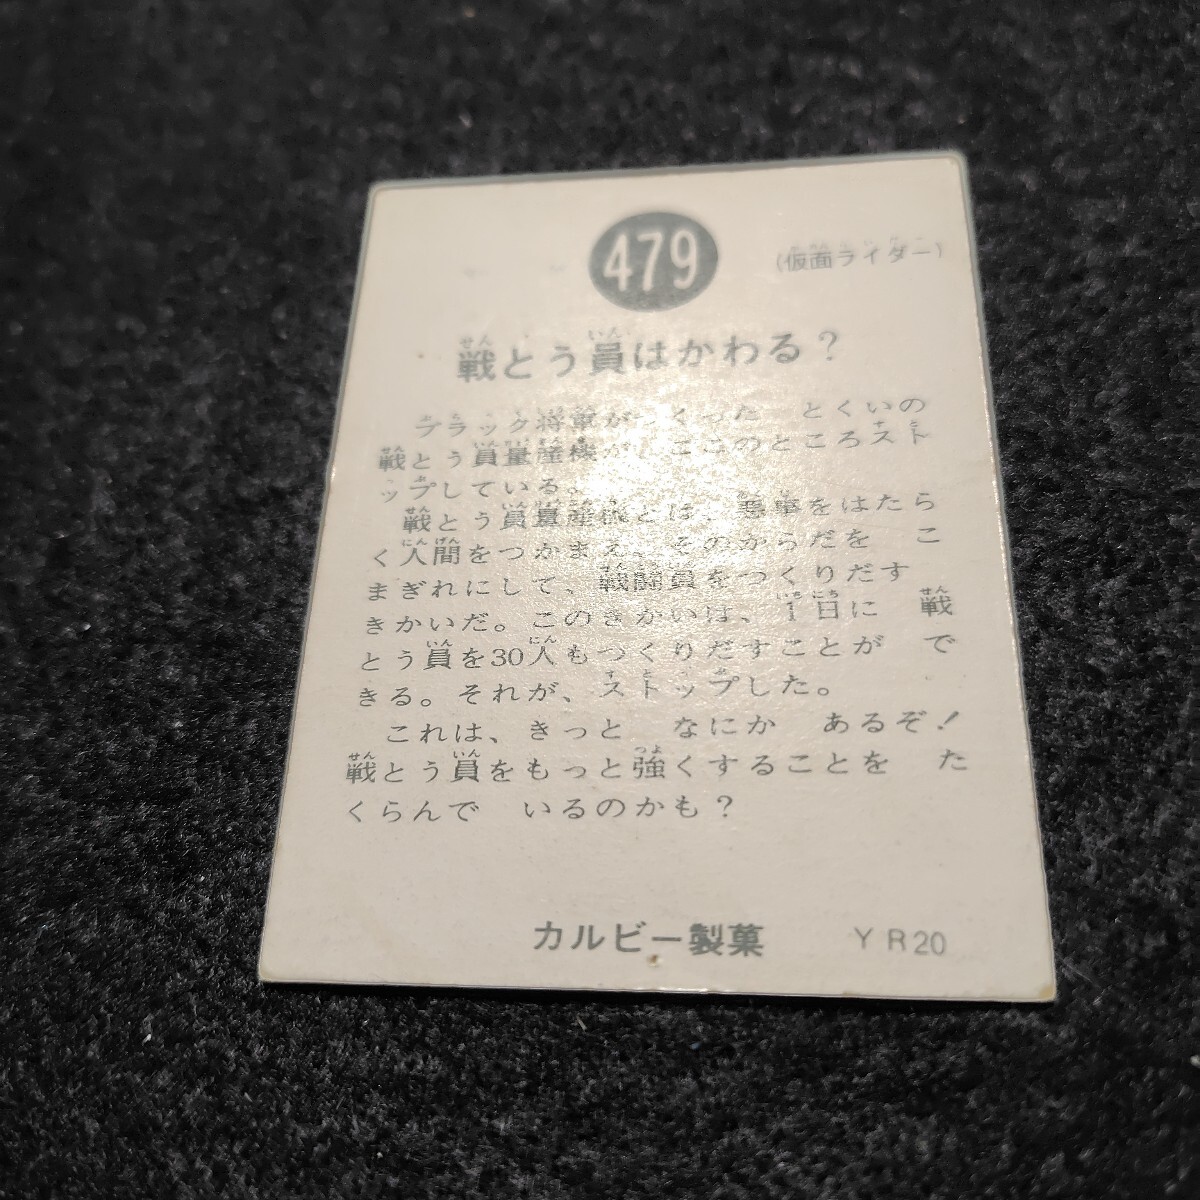 479
(仮面ライダー)
戦とう員はかわる？
ブラック将軍がつくった　とくいの
戦とう員量産機が、ここのところスト
ップしている。
戦とう員量産機とは、悪事をはたら
く人間をつかまえ、そのからだを　こ
まぎれにして、戦闘員をつくりだす
きかいだ。このきかいは、1日に　戦
とう員を30人もつくりだすことが　で
きる。それが、ストップした。
これは、きっと　なにか　あるぞ！
戦とう員をもっと強くすることを　た
くらんで　いるのかも？
カルビー製菓　YR20